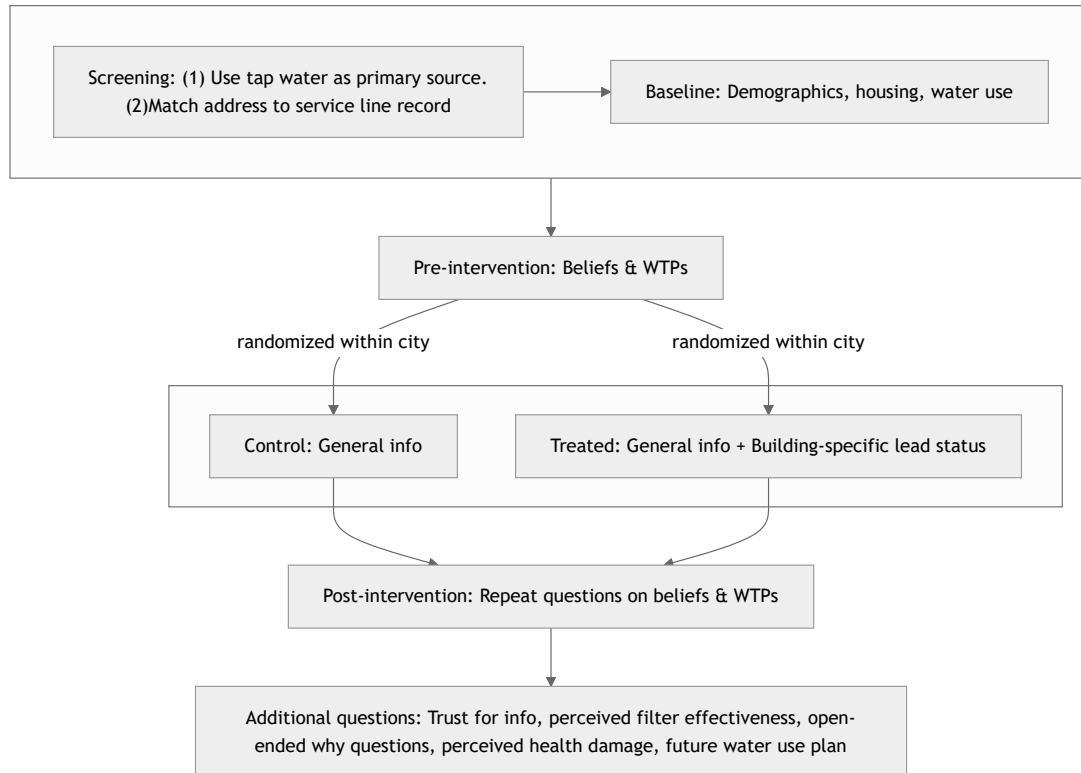 Screening: (1) Use tap water as primary source.
(2)Match address to service line record
Baseline: Demographics, housing, water use
Pre-intervention: Beliefs & WTPs
randomized within city
randomized within city
Control: General info
Treated: General info + Building-specific lead status
Post-intervention: Repeat questions on beliefs & WTPs
Additional questions: Trust for info, perceived filter effectiveness, open-
ended why questions, perceived health damage, future water use plan